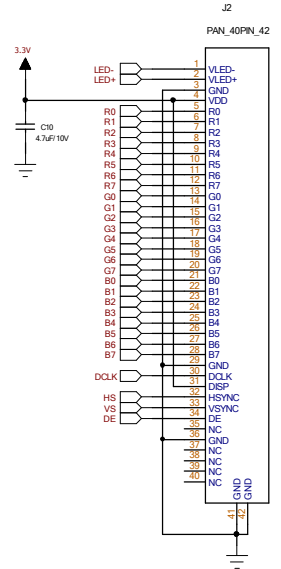 J2
PAN_40PIN_42
3.3V
C10
4.7uF/10V
LED- 1 VLED-
LED+ 2 VLED+
3 GND
4 VDD
R0 5 R0
R1 6 R1
R2 7 R2
R3 8 R3
R4 9 R4
R5 10 R5
R6 11 R6
R7 12 R7
G0 13 G0
G1 14 G1
G2 15 G2
G3 16 G3
G4 17 G4
G5 18 G5
G6 19 G6
G7 20 G7
B0 21 B0
B1 22 B1
B2 23 B2
B3 24 B3
B4 25 B4
B5 26 B5
B6 27 B6
B7 28 B7
29 GND
DCLK 30 DCLK
31 DISP
HS 32 HSYNC
VS 33 VSYNC
DE 34 DE
35 NC
36 GND
37 NC
38 NC
39 NC
40 NC
GND GND
41 42